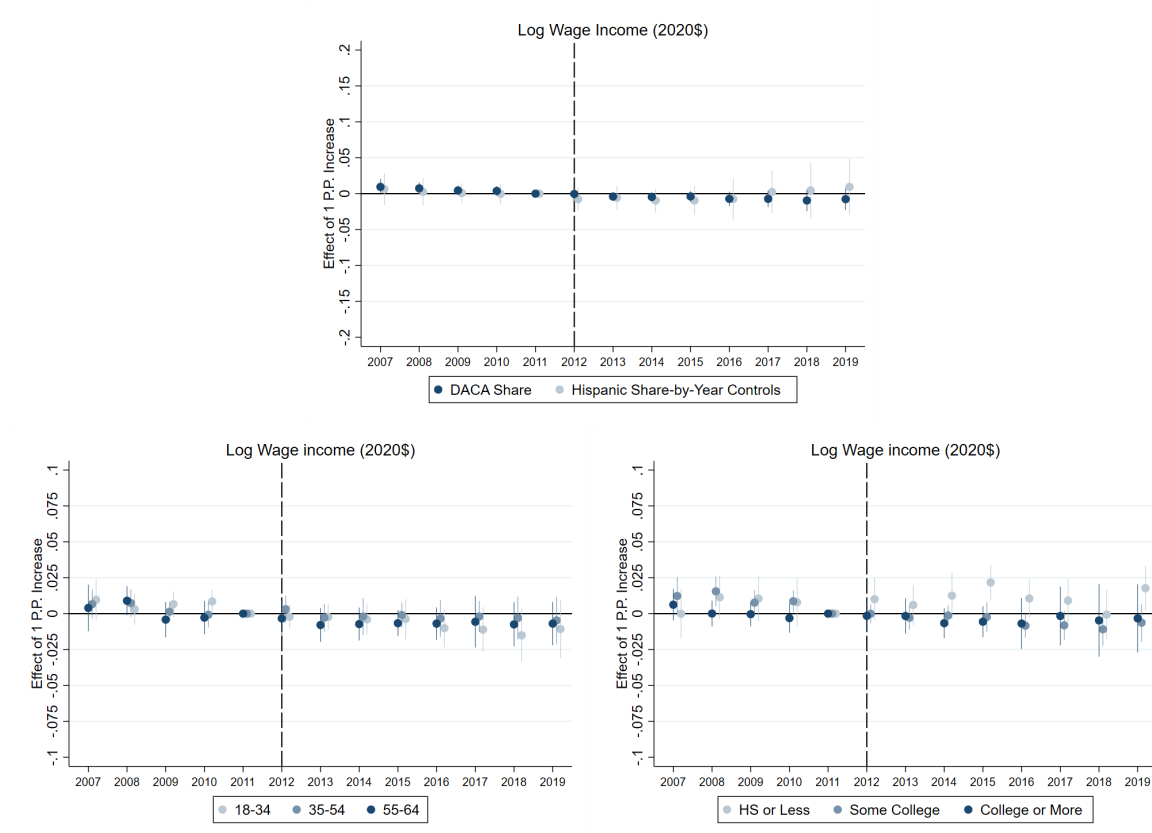 Log Wage Income (2020$)
Effect of 1 P.P. Increase
.2
.15
.1
.05
0
-.05
-.1
-.15
-.2
2007 2008 2009 2010 2011 2012 2013 2014 2015 2016 2017 2018 2019
DACA Share Hispanic Share-by-Year Controls
Log Wage income (2020$)
Effect of 1 P.P. Increase
.1
.075
.05
.025
0
-.025
-.05
-.075
-.1
2007 2008 2009 2010 2011 2012 2013 2014 2015 2016 2017 2018 2019
18-34 35-54 55-64
Log Wage income (2020$)
Effect of 1 P.P. Increase
.1
.075
.05
.025
0
-.025
-.05
-.075
-.1
2007 2008 2009 2010 2011 2012 2013 2014 2015 2016 2017 2018 2019
HS or Less Some College College or More